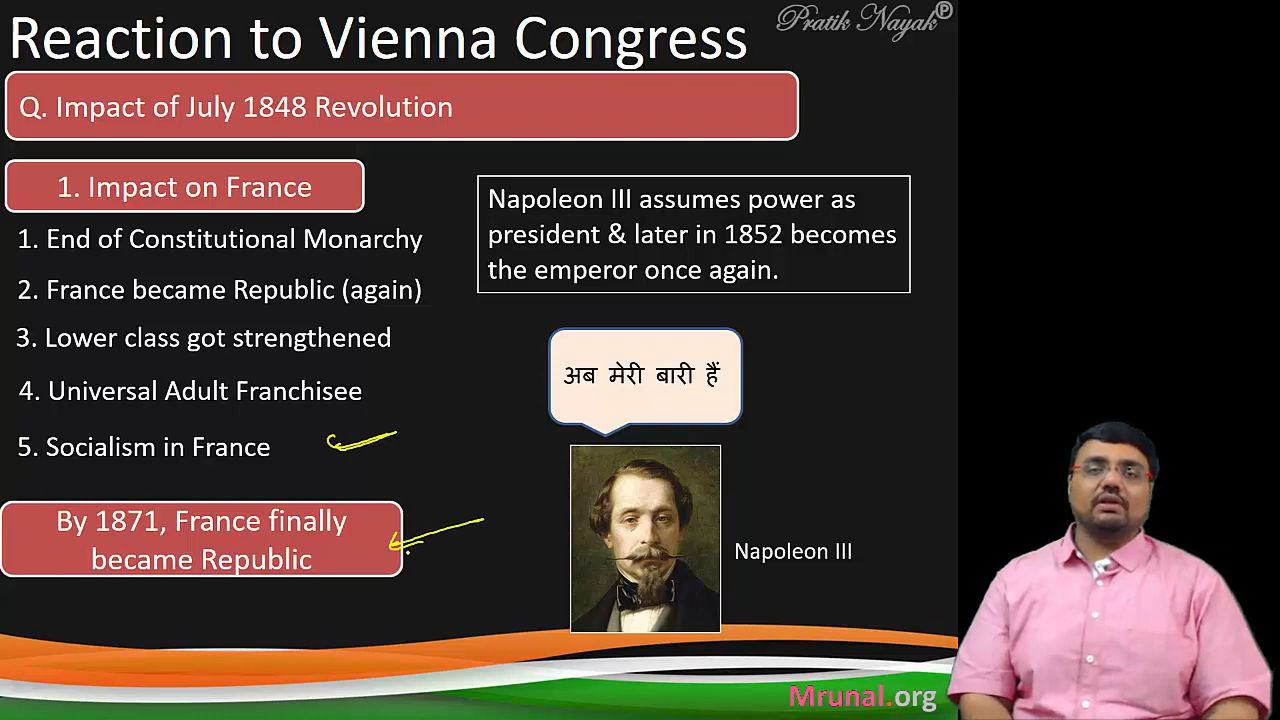 Reaction to Vienna Congress
Pratik Nayak
Q. Impact of July 1848 Revolution
1. Impact on France
1. End of Constitutional Monarchy
2. France became Republic (again)
3. Lower class got strengthened
4. Universal Adult Franchisee
5. Socialism in France
By 1871, France finally
became Republic
Napoleon III assumes power as
president & later in 1852 becomes
the emperor once again.
अब मेरी बारी हैं
Napoleon III
Mrunal.org